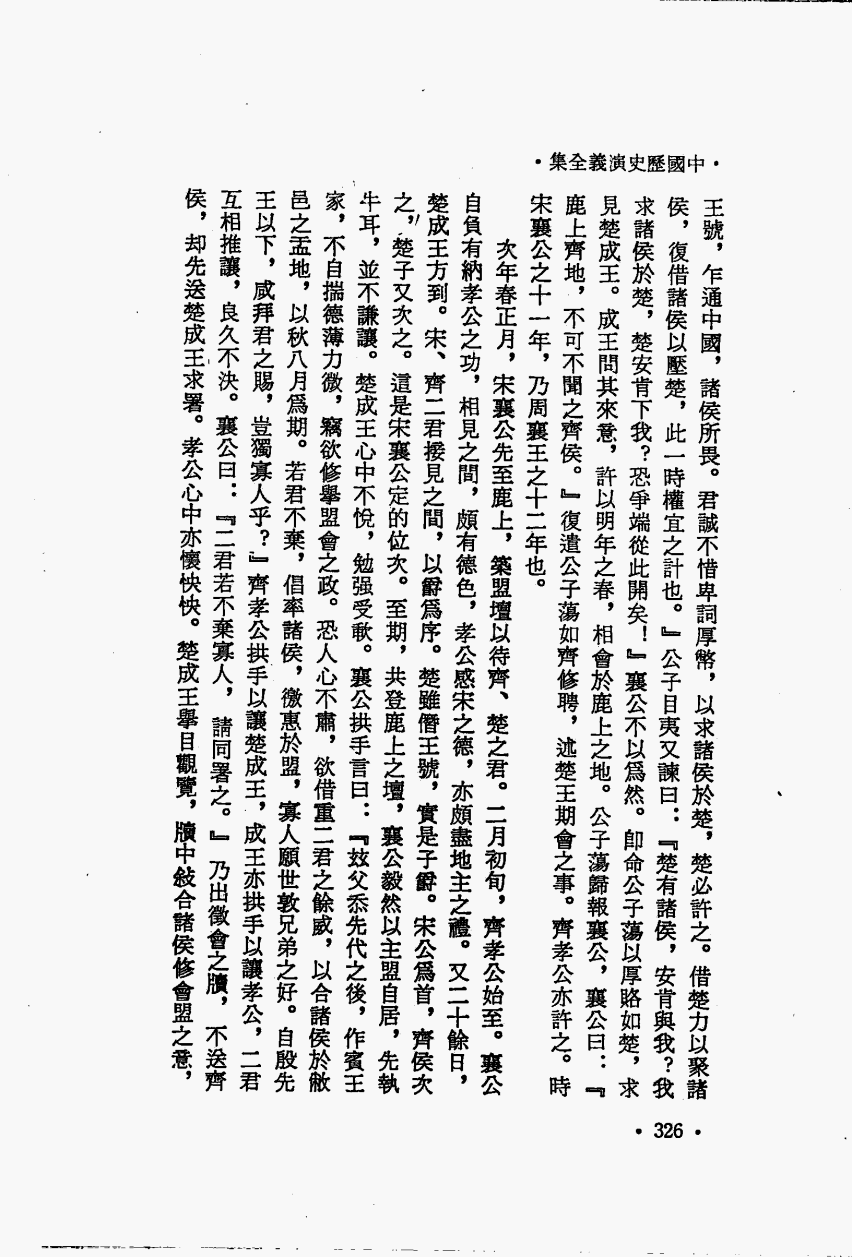 ・中國歷史演義全集・
王號，乍通中國，諸侯所畏。君誠不惜卑詞厚幣，以求諸侯於楚，楚必許之。借楚力以聚諸
侯，復借諸侯以壓楚，此一時權宜之計也。』公子目夷又諫曰：『楚有諸侯，安肯與我？我
求諸侯於楚，楚安肯下我？恐爭端從此開矣！』襄公不以爲然。卽命公子蕩以厚賂如楚，求
見楚成王。成王問其來意，許以明年之春，相會於鹿上之地。公子蕩歸報襄公，襄公曰：『
鹿上齊地，不可不聞之齊侯。』復遣公子蕩如齊修聘，述楚王期會之事。齊孝公亦許之。時
宋襄公之十一年，乃周襄王之十二年也。
次年春正月，宋襄公先至鹿上，築盟壇以待齊、楚之君。二月初旬，齊孝公始至。襄公
自負有納孝公之功，相見之間，頗有德色，孝公感宋之德，亦頗盡地主之禮。又二十餘日，
楚成王方到。宋、齊二君接見之間，以爵爲序。楚雖僭王號，實是子爵。宋公爲首，齊侯次
之，楚子又次之。這是宋襄公定的位次。至期，共登鹿上之壇，襄公毅然以主盟自居，先執
牛耳，並不謙讓。楚成王心中不悅，勉强受歃。襄公拱手言曰：『玆父忝先代之後，作賓王
家，不自揣德薄力微，竊欲修舉盟會之政。恐人心不肅，欲借重二君之餘威，以合諸侯於敝
邑之盂地，以秋八月爲期。若君不棄，倡率諸侯，徼惠於盟，寡人願世敦兄弟之好。自殷先
王以下，咸拜君之賜，豈獨寡人乎？』齊孝公拱手以讓楚成王，成王亦拱手以讓孝公，二君
互相推讓，良久不決。襄公曰：『二君若不棄寡人，請同署之。』乃出徵會之牘，不送齊
侯，却先送楚成王求署。孝公心中亦懷怏怏。楚成王舉目觀覽，牘中敍合諸侯修會盟之意，
・326・